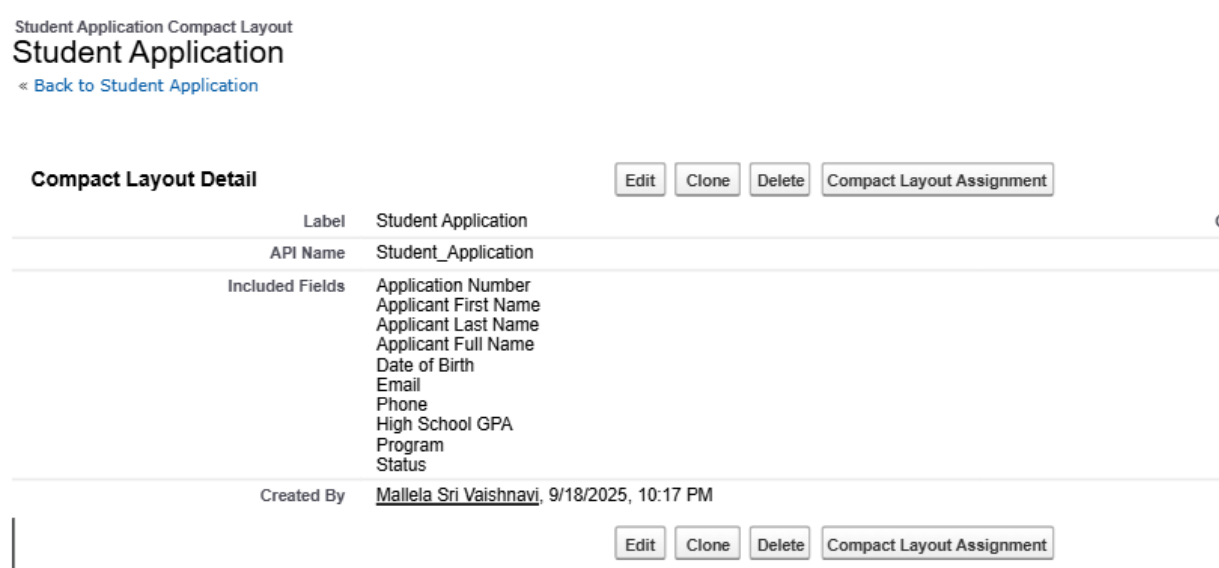 Student Application Compact Layout
Student Application
« Back to Student Application
Compact Layout Detail
Edit Clone Delete Compact Layout Assignment
Label Student Application
API Name Student_Application
Included Fields Application Number
Applicant First Name
Applicant Last Name
Applicant Full Name
Date of Birth
Email
Phone
High School GPA
Program
Status
Created By Mallela Sri Vaishnavi, 9/18/2025, 10:17 PM
Edit Clone Delete Compact Layout Assignment